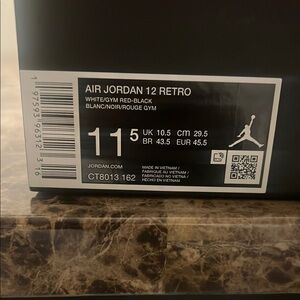 AIR JORDAN 12 RETRO
WHITE/GYM RED-BLACK
BLANC/NOIR/ROUGE GYM
11 5 UK 10.5 cm 29.5
BR 43.5 EUR 45.5
JORDAN.COM
CT8013 162
MADE IN VIETNAM /
FABRIQUÉ AU VIETNAM /
FABRICADO NO VIETNA /
HECHO EN VIETNAM